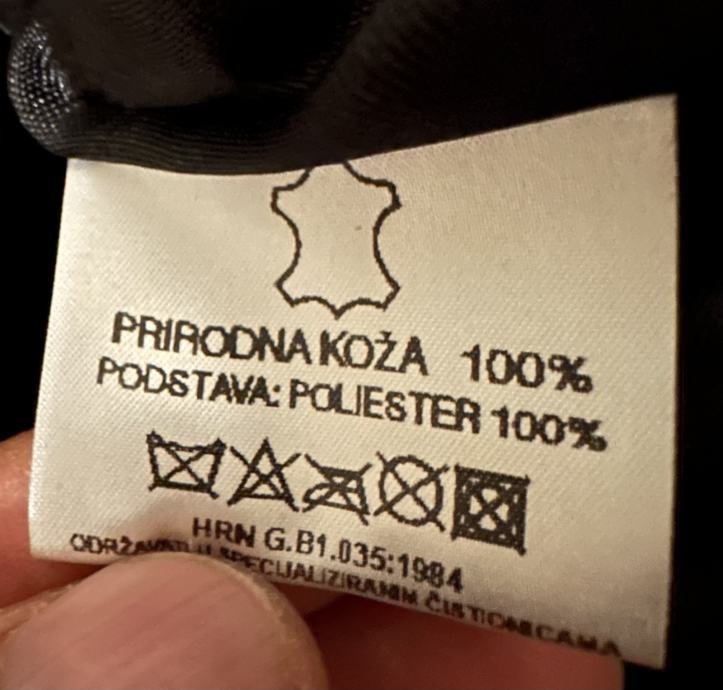 PRIRODNA KOŽA 100%
PODSTAVA: POLIESTER 100%
HRN G.B1.035:1984
ODRŽAVATI U SPECIJALIZIRANIM ČISTIONICAMA